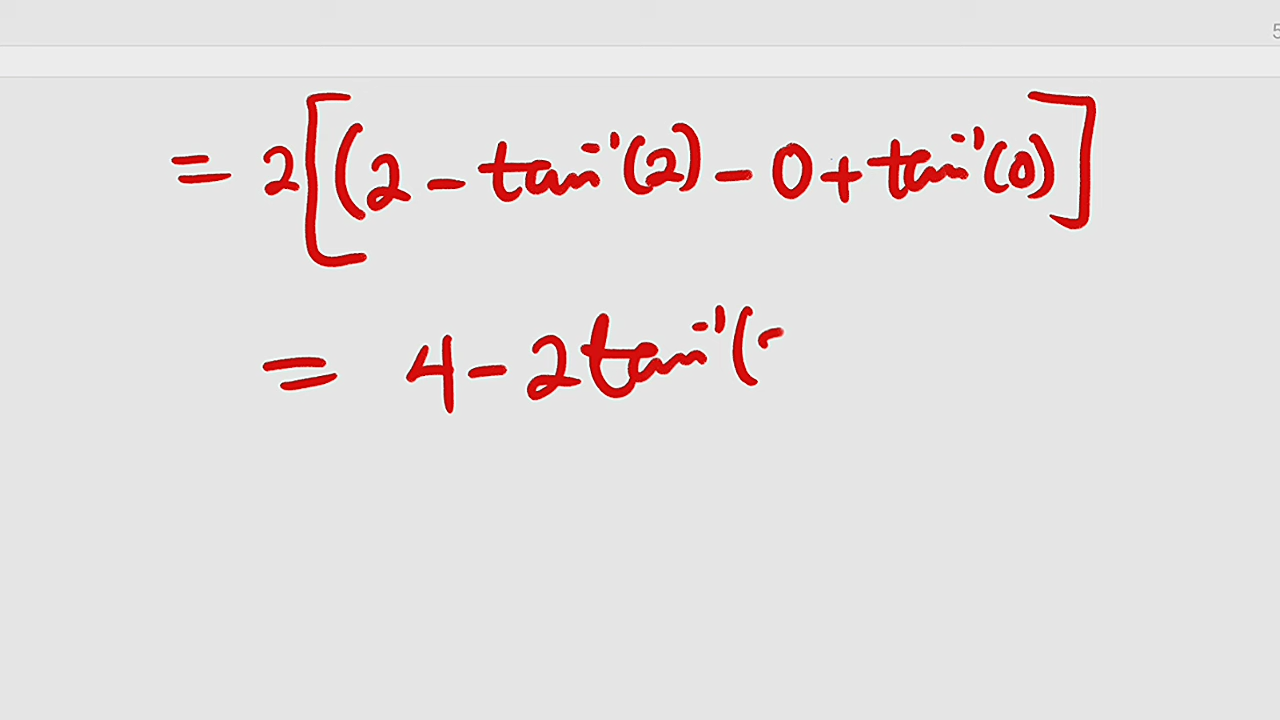 = 2[(2 - tan⁻¹(2) - 0 + tan⁻¹(0)]
= 4 - 2tan⁻¹(